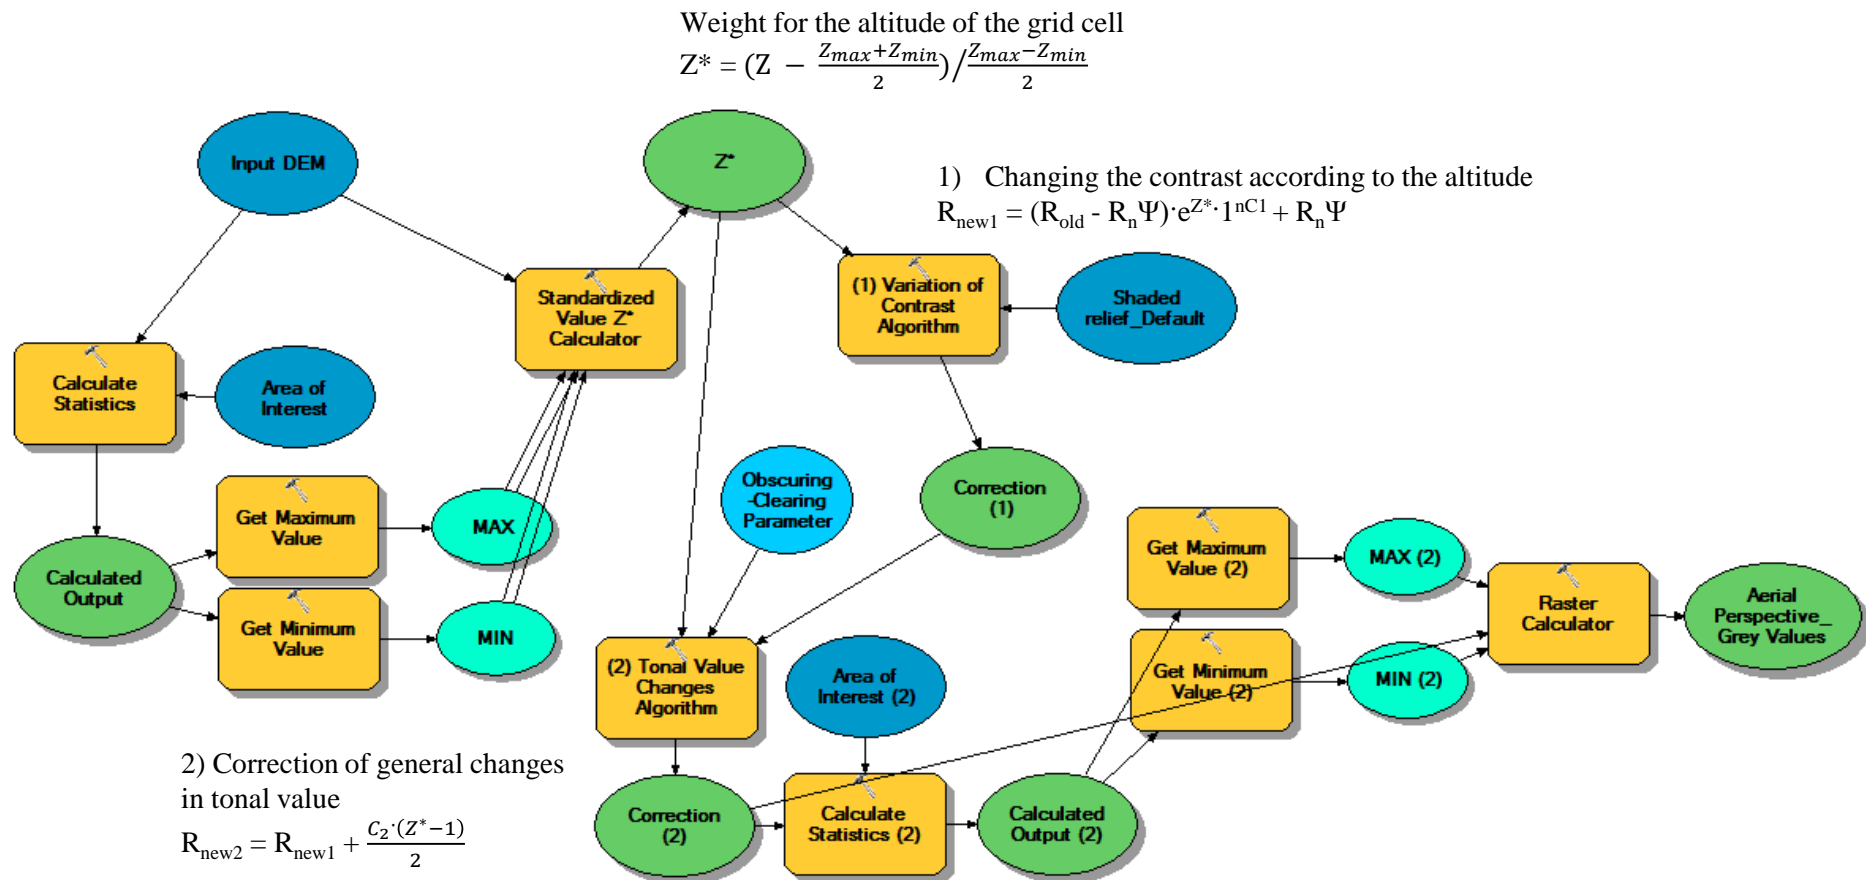 Weight for the altitude of the grid cell
Z* = (Z − (Zmax+Zmin)/2)/(Zmax−Zmin)/2
Input DEM
Z*
1) Changing the contrast according to the altitude
Rnew1 = (Rold - RnΨ)·e^Z*·1^nC1 + RnΨ
Standardized
Value Z*
Calculator
(1) Variation of
Contrast
Algorithm
Shaded
relief_Default
Calculate
Statistics
Area of
Interest
Get Maximum
Value
MAX
Obscuring
-Clearing
Parameter
Correction
(1)
Calculated
Output
Get Minimum
Value
MIN
Get Maximum
Value (2)
MAX (2)
Raster
Calculator
Aerial
Perspective_
Grey Values
(2) Tonal Value
Changes
Algorithm
Area of
Interest (2)
Get Minimum
Value (2)
MIN (2)
2) Correction of general changes
in tonal value
Rnew2 = Rnew1 + C2·(Z*−1)/2
Correction
(2)
Calculate
Statistics (2)
Calculated
Output (2)